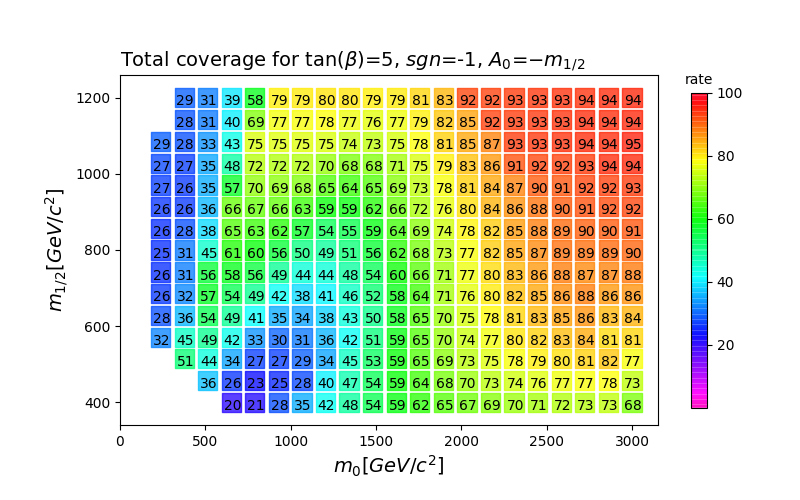 Total coverage for tan(β)=5, sgn=-1, A₀=−m₁/₂
rate
1200 29 31 39 58 79 79 80 80 79 79 81 83 92 92 93 93 93 94 94 94 100
28 31 40 69 77 77 78 77 76 77 79 82 85 92 93 93 93 94 94 94
29 28 33 43 75 75 75 75 74 73 75 78 81 85 87 93 93 93 94 94 95
1000 27 27 35 48 72 72 72 70 68 68 71 75 79 83 86 91 92 92 93 94 94 80
27 26 35 57 70 69 68 65 64 65 69 73 78 81 84 87 90 91 92 92 93
26 26 36 66 67 66 63 59 59 62 66 72 76 80 84 86 88 90 91 92 92
26 28 38 65 63 62 57 54 55 59 64 69 74 78 82 85 88 89 90 90 91 60
800 25 31 45 61 60 56 50 49 51 56 62 68 73 77 82 85 87 89 89 89 90
26 31 56 58 56 49 44 44 48 54 60 66 71 77 80 83 86 88 87 87 88
26 32 57 54 49 42 38 41 46 52 58 64 71 76 80 82 85 86 88 86 86 40
600 28 36 54 49 41 35 34 38 43 50 58 65 70 75 78 81 83 85 86 83 84
32 45 49 42 33 30 31 36 42 51 59 65 70 74 77 80 82 83 84 81 81
51 44 34 27 27 29 34 45 53 59 65 69 73 75 78 79 80 81 82 77 20
36 26 23 25 28 40 47 54 59 64 68 70 73 74 76 77 77 78 73
400 20 21 28 35 42 48 54 59 62 65 67 69 70 71 72 73 73 68
m₁/₂[GeV/c²]
0 500 1000 1500 2000 2500 3000
m₀[GeV/c²]